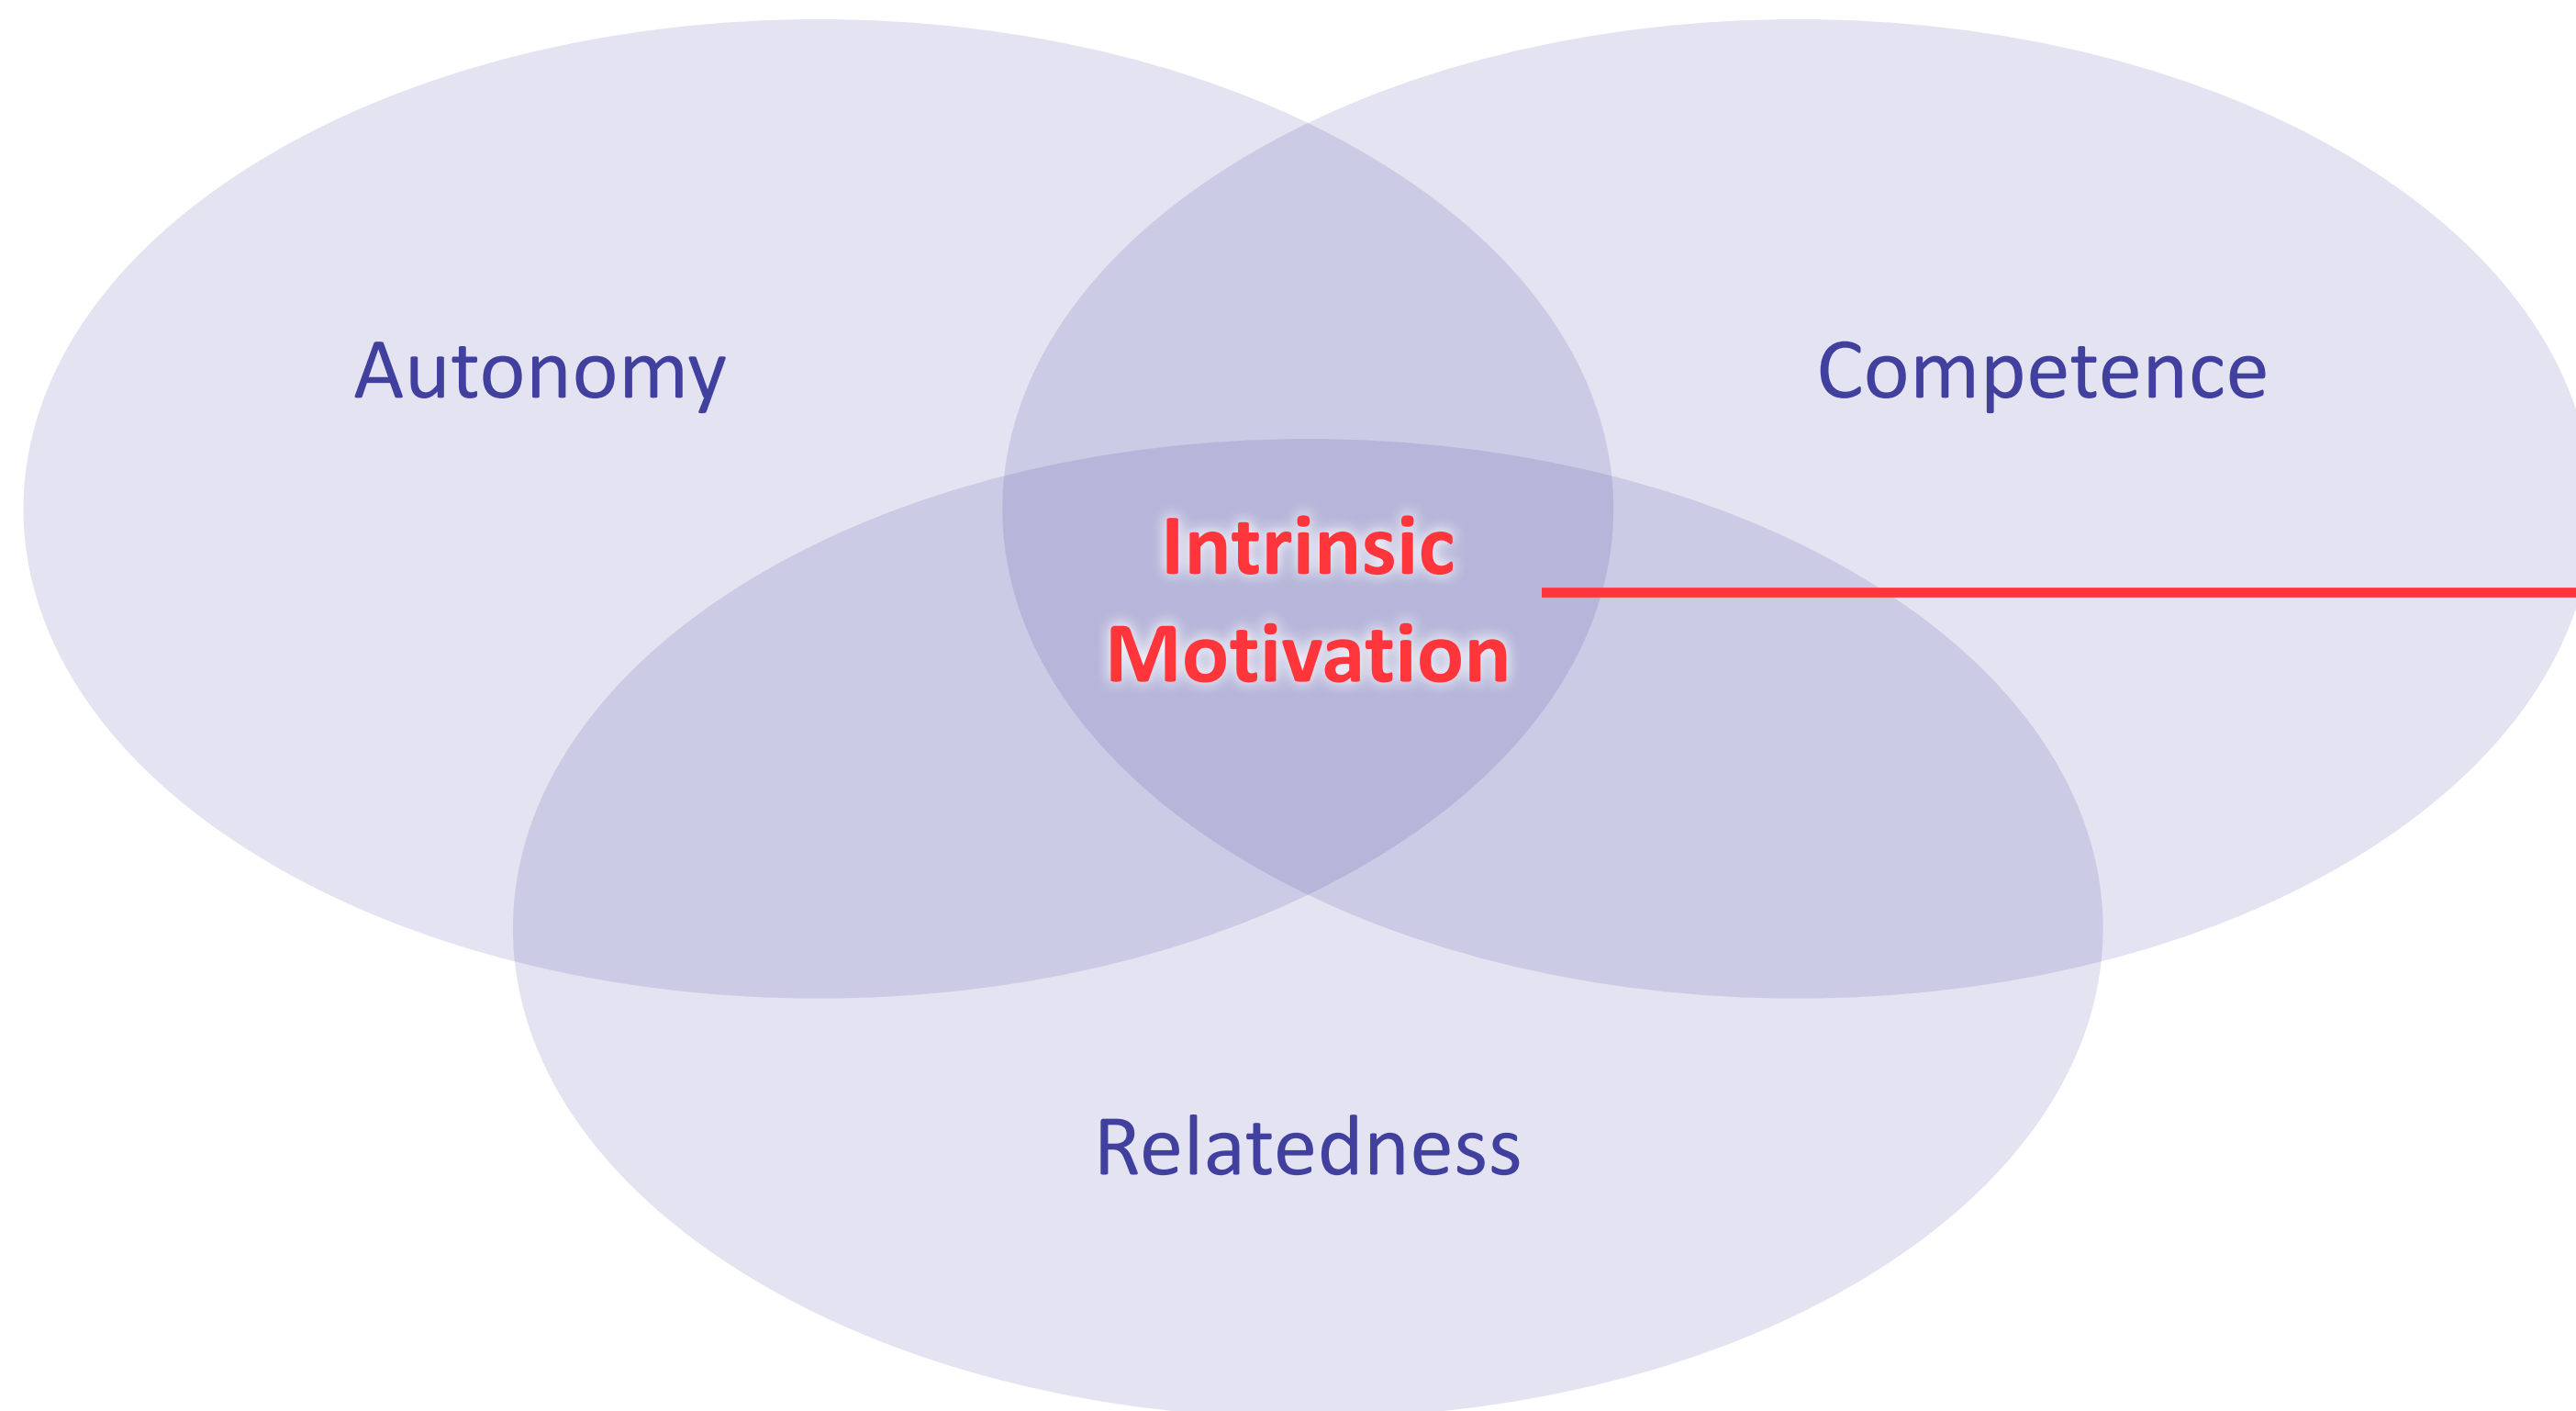 Autonomy
Competence
Intrinsic
Motivation
Relatedness